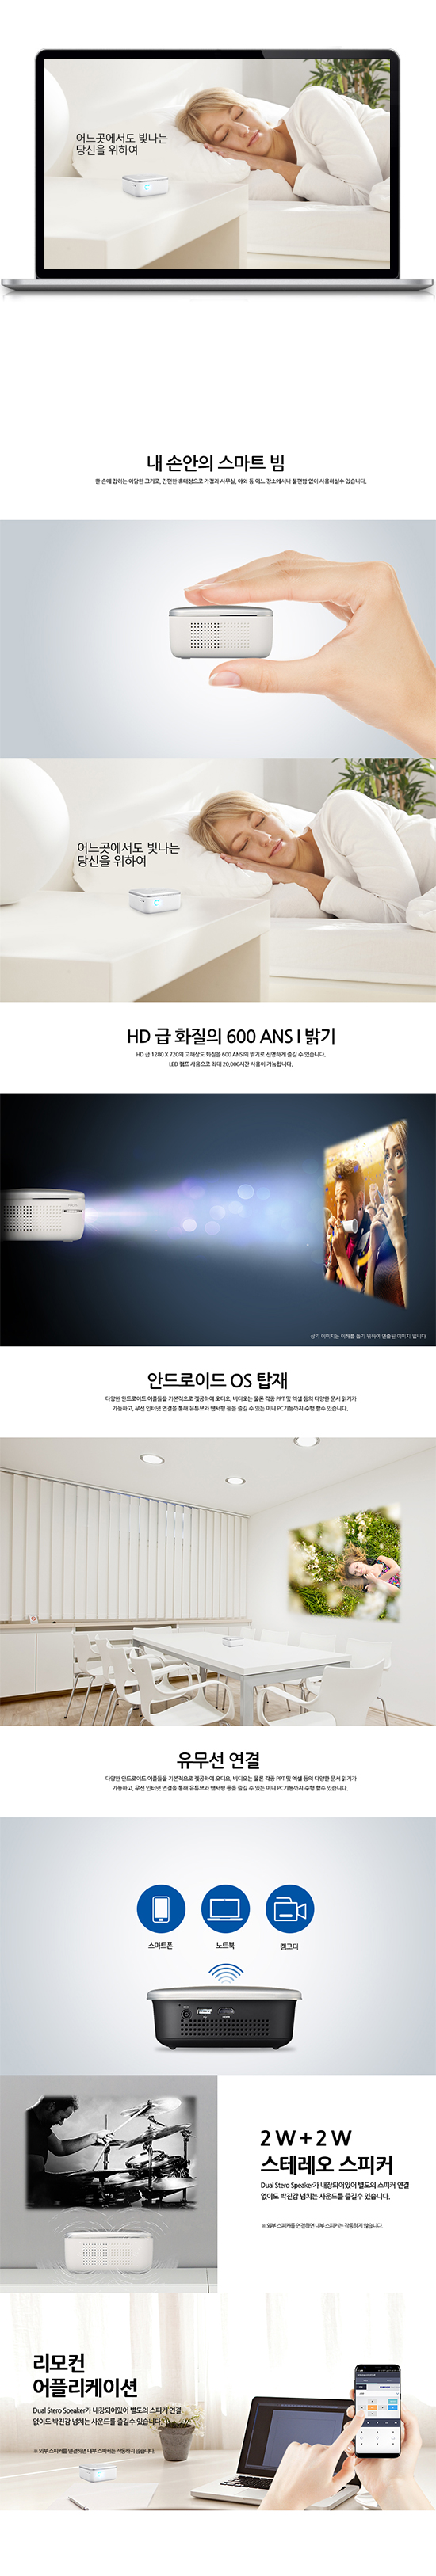 어느곳에서도 빛나는
당신을 위하여
내 손안의 스마트 빔
한 손에 잡히는 아담한 크기로, 간편한 휴대성으로 가정과 사무실, 야외 등 어느 장소에서나 불편함 없이 사용하실수 있습니다.
어느곳에서도 빛나는
당신을 위하여
HD 급 화질의 600 ANS I 밝기
HD 급 1280 X 720의 고해상도 화질을 600 ANSI의 밝기로 선명하게 즐길 수 있습니다.
LED 램프 사용으로 최대 20,000시간 사용이 가능합니다.
상기 이미지는 이해를 돕기 위하여 연출된 이미지 입니다.
안드로이드 OS 탑재
다양한 안드로이드 어플들을 기본적으로 제공하여 오디오, 비디오는 물론 각종 PPT 및 엑셀 등의 다양한 문서 읽기가
가능하고, 무선 인터넷 연결을 통해 유튜브와 웹서핑 등을 즐길 수 있는 미니 PC기능까지 수행 할수 있습니다.
유무선 연결
다양한 안드로이드 어플들을 기본적으로 제공하여 오디오, 비디오는 물론 각종 PPT 및 엑셀 등의 다양한 문서 읽기가
가능하고, 무선 인터넷 연결을 통해 유튜브와 웹서핑 등을 즐길 수 있는 미니 PC기능까지 수행 할수 있습니다.
스마트폰
노트북
캠코더
2 W + 2 W
스테레오 스피커
Dual Stero Speaker가 내장되어있어 별도의 스피커 연결
없이도 박진감 넘치는 사운드를 즐길수 있습니다.
※ 외부 스피커를 연결하면 내부 스피커는 작동하지 않습니다.
리모컨
어플리케이션
Dual Stero Speaker가 내장되어있어 별도의 스피커 연결
없이도 박진감 넘치는 사운드를 즐길수 있습니다.
※ 외부 스피커를 연결하면 내부 스피커는 작동하지 않습니다.